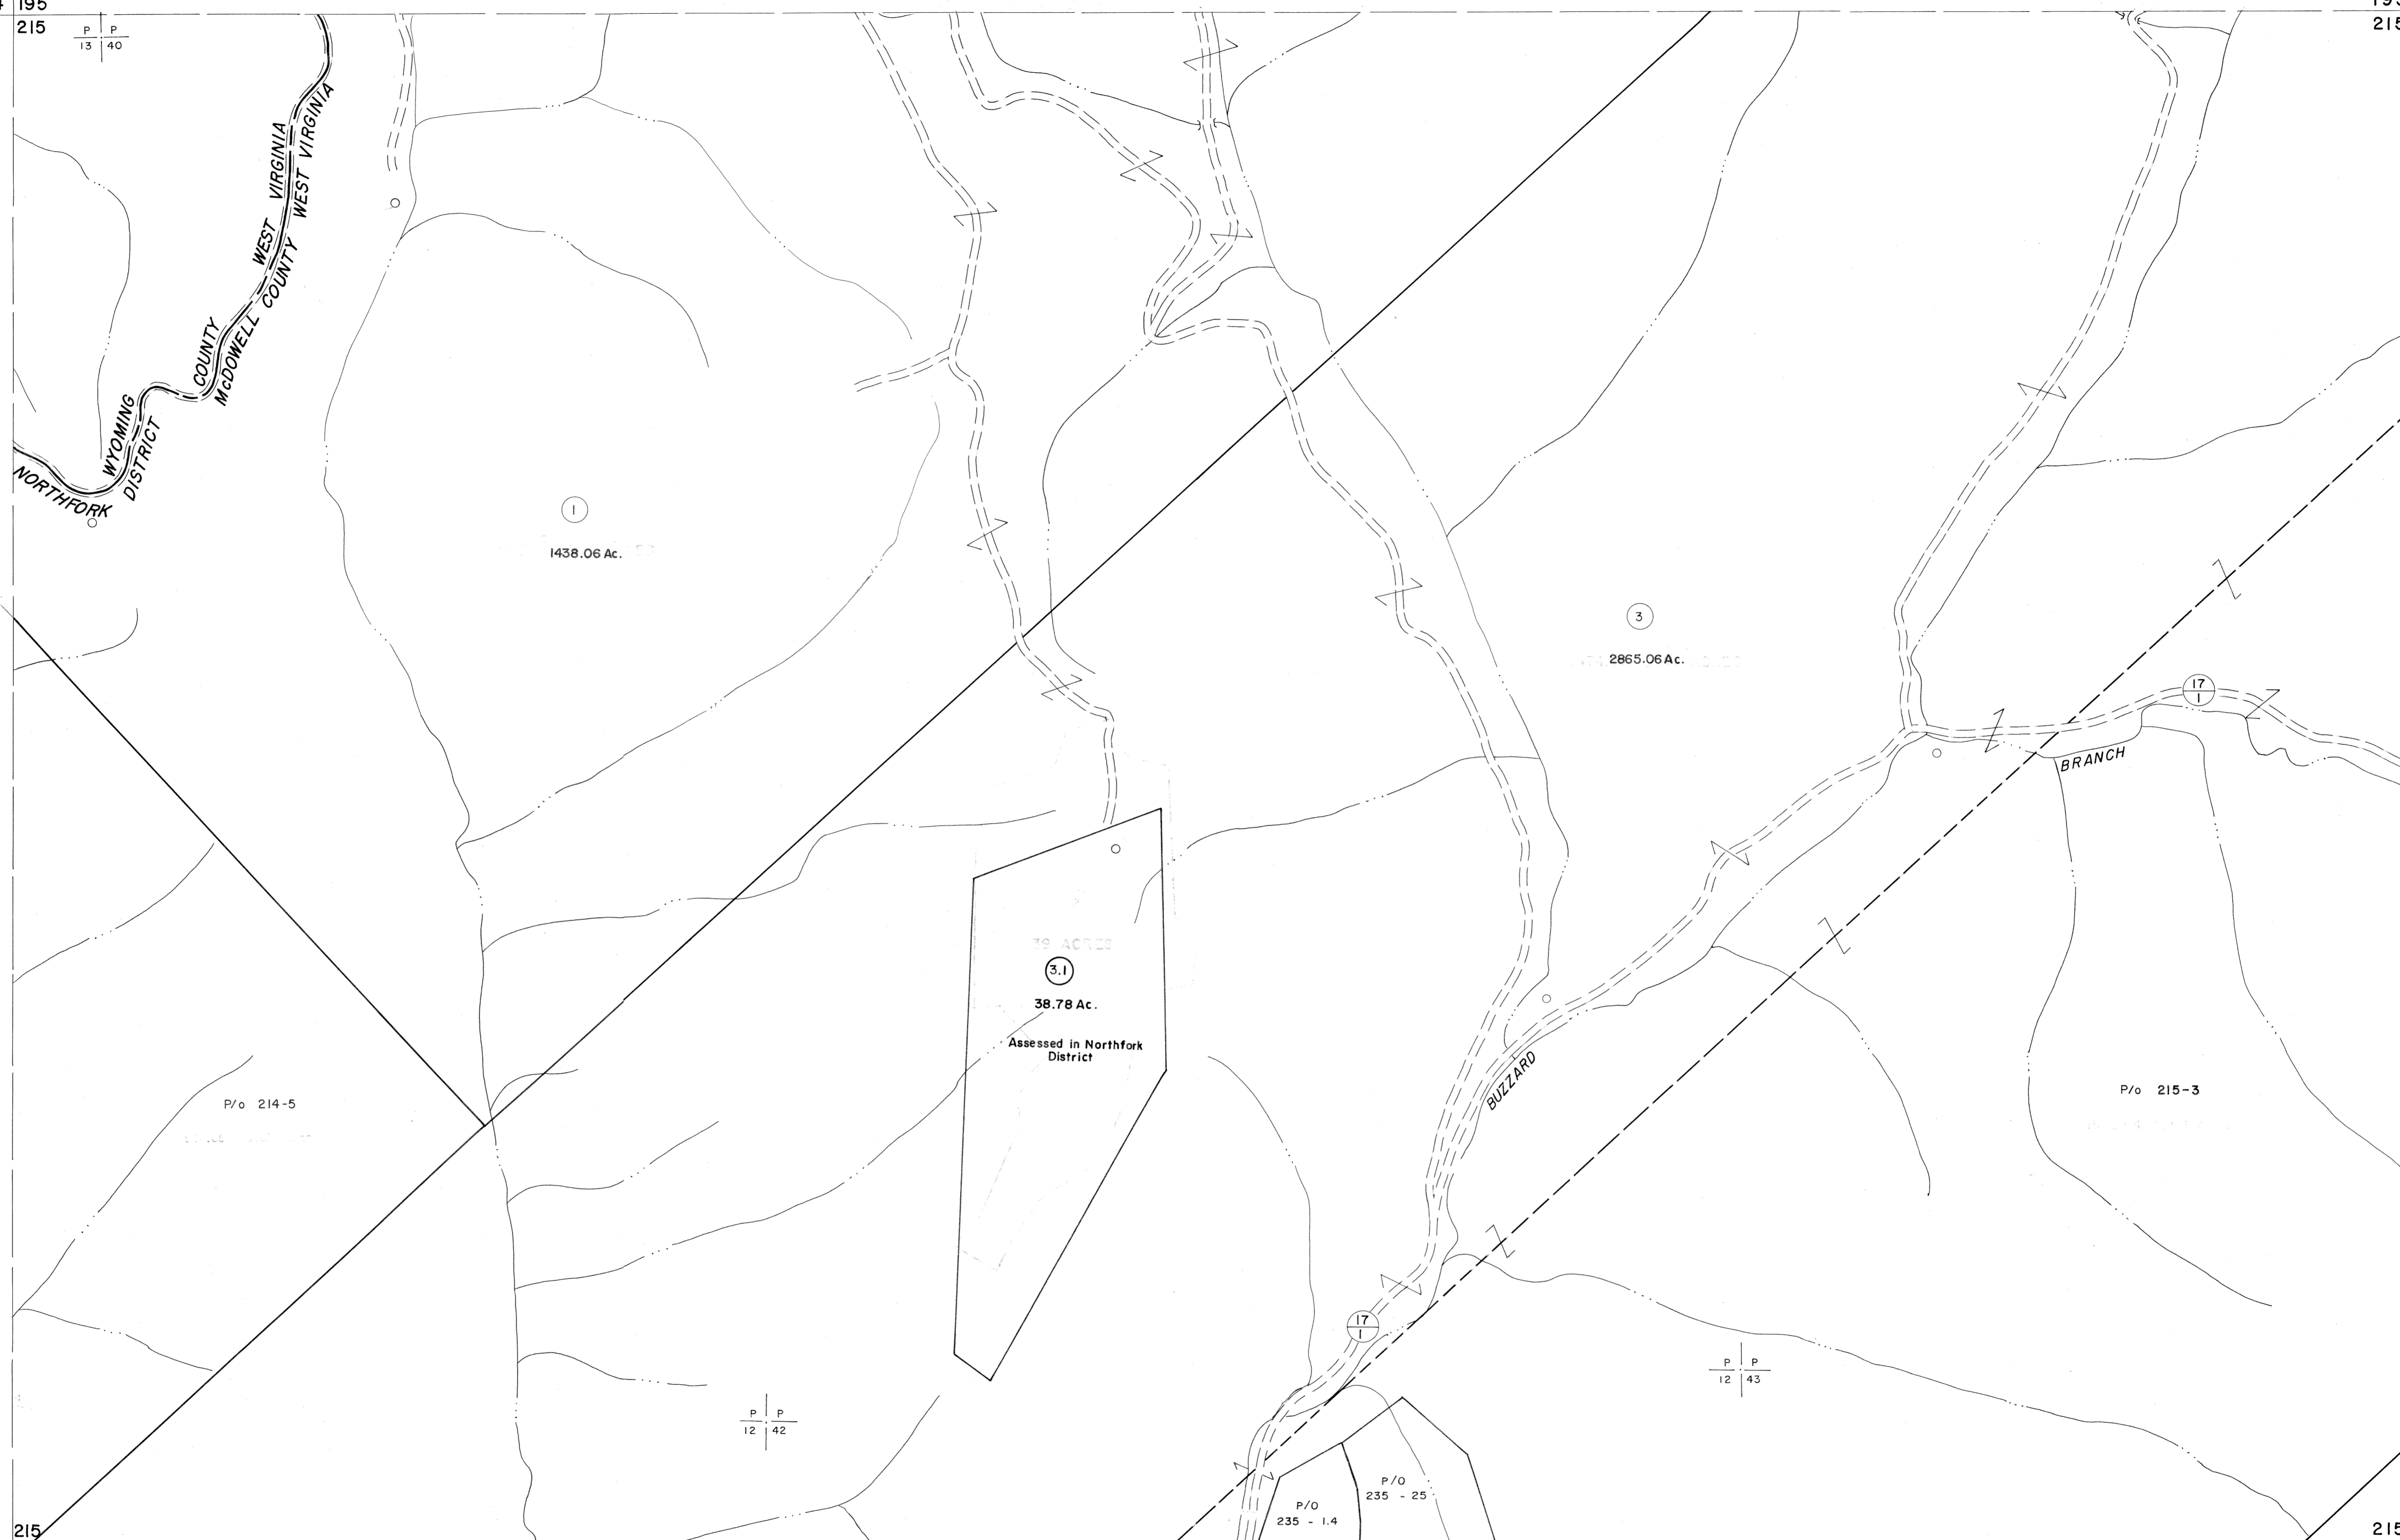 195
215
P P
13 40
215
WEST VIRGINIA
WEST VIRGINIA
WYOMING COUNTY
McDOWELL COUNTY
NORTHFORK DISTRICT
1
1438.06 Ac.
3
2865.06 Ac.
17
1
BRANCH
39 ACRES
3.1
38.78 Ac.
Assessed in Northfork
District
BUZZARD
P/o 214-5
P/o 215-3
17
1
P P
12 43
P P
12 42
P/O
235 - 25
P/O
235 - 1.4
215
215